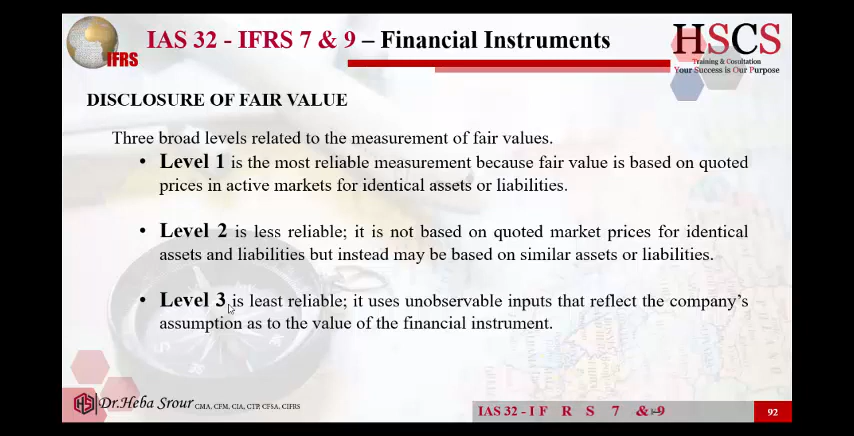 IFRS
IAS 32 - IFRS 7 & 9 – Financial Instruments
HSCS
Training & Cosultation
Your Success is Our Purpose
DISCLOSURE OF FAIR VALUE
Three broad levels related to the measurement of fair values.
• Level 1 is the most reliable measurement because fair value is based on quoted
prices in active markets for identical assets or liabilities.
• Level 2 is less reliable; it is not based on quoted market prices for identical
assets and liabilities but instead may be based on similar assets or liabilities.
• Level 3 is least reliable; it uses unobservable inputs that reflect the company's
assumption as to the value of the financial instrument.
Dr.Heba Srour CMA, CFM, CIA, CTP, CFSA, CIFRS
IAS 32 - I F R S 7 & 9
92